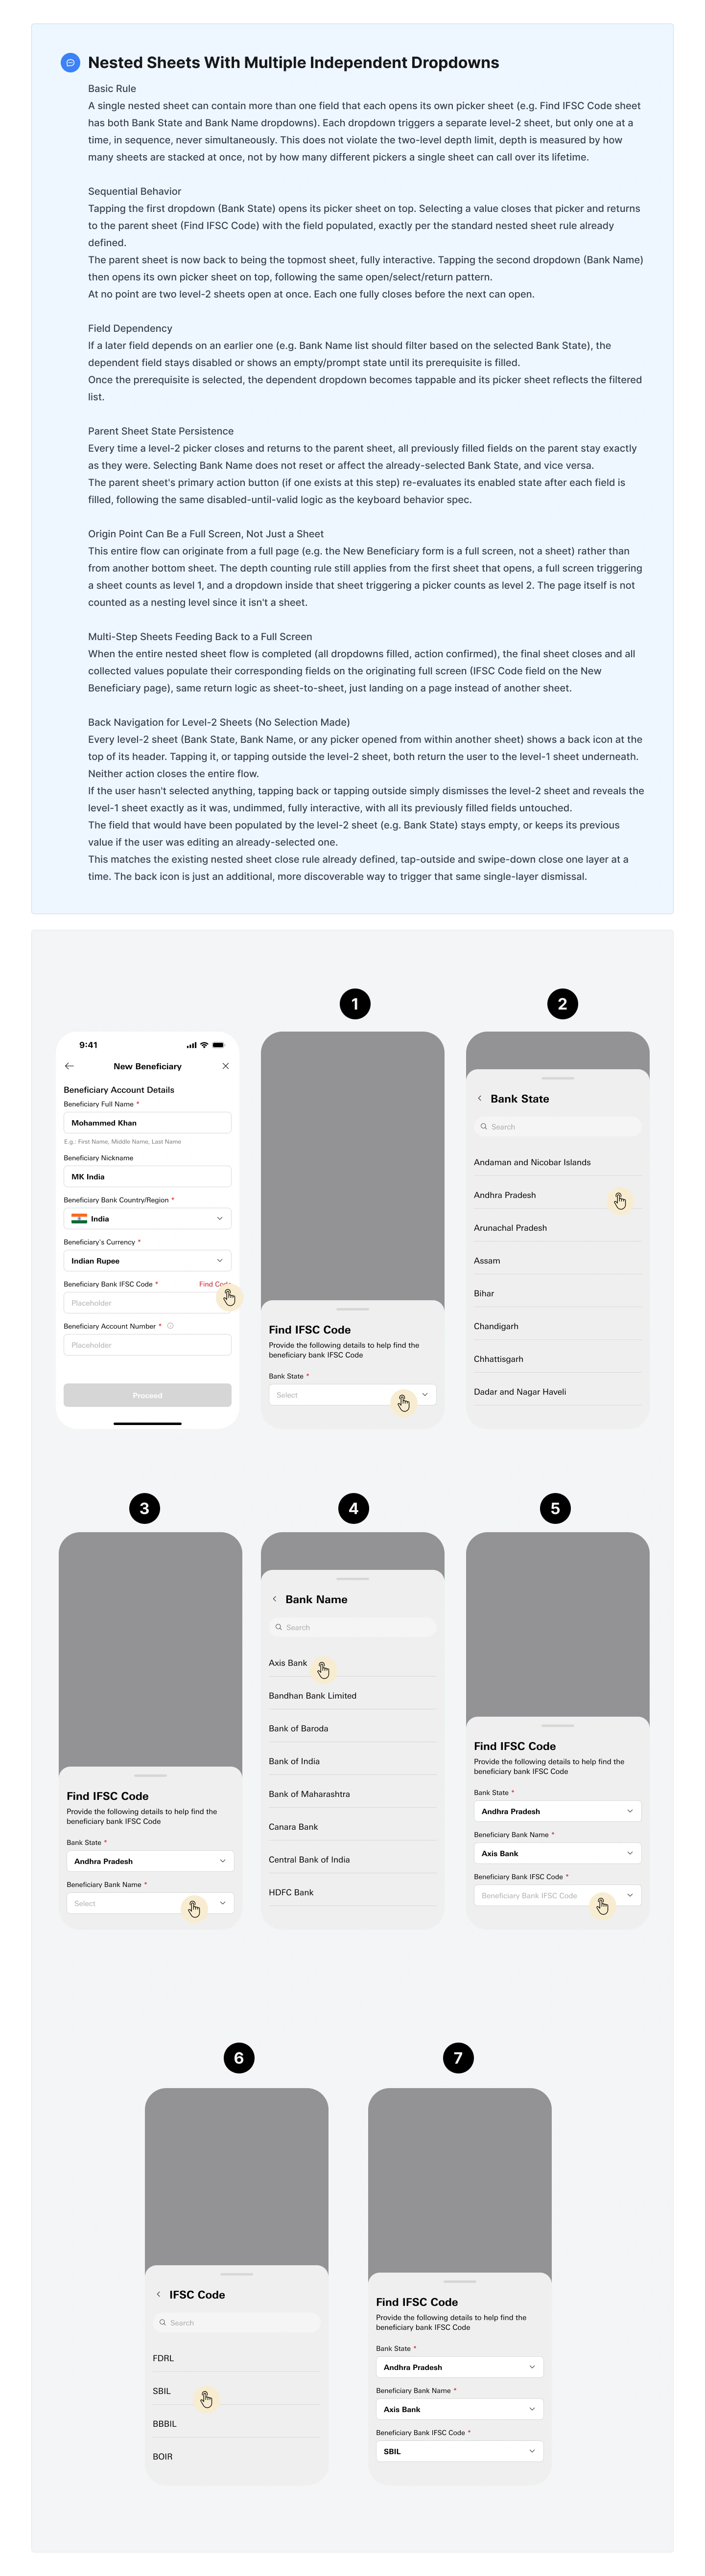 Nested Sheets With Multiple Independent Dropdowns
Basic Rule
A single nested sheet can contain more than one field that each opens its own picker sheet (e.g. Find IFSC Code sheet
has both Bank State and Bank Name dropdowns). Each dropdown triggers a separate level-2 sheet, but only one at a
time, in sequence, never simultaneously. This does not violate the two-level depth limit, depth is measured by how
many sheets are stacked at once, not by how many different pickers a single sheet can call over its lifetime.
Sequential Behavior
Tapping the first dropdown (Bank State) opens its picker sheet on top. Selecting a value closes that picker and returns
to the parent sheet (Find IFSC Code) with the field populated, exactly per the standard nested sheet rule already
defined.
The parent sheet is now back to being the topmost sheet, fully interactive. Tapping the second dropdown (Bank Name)
then opens its own picker sheet on top, following the same open/select/return pattern.
At no point are two level-2 sheets open at once. Each one fully closes before the next can open.
Field Dependency
If a later field depends on an earlier one (e.g. Bank Name list should filter based on the selected Bank State), the
dependent field stays disabled or shows an empty/prompt state until its prerequisite is filled.
Once the prerequisite is selected, the dependent dropdown becomes tappable and its picker sheet reflects the filtered
list.
Parent Sheet State Persistence
Every time a level-2 picker closes and returns to the parent sheet, all previously filled fields on the parent stay exactly
as they were. Selecting Bank Name does not reset or affect the already-selected Bank State, and vice versa.
The parent sheet's primary action button (if one exists at this step) re-evaluates its enabled state after each field is
filled, following the same disabled-until-valid logic as the keyboard behavior spec.
Origin Point Can Be a Full Screen, Not Just a Sheet
This entire flow can originate from a full page (e.g. the New Beneficiary form is a full screen, not a sheet) rather than
from another bottom sheet. The depth counting rule still applies from the first sheet that opens, a full screen triggering
a sheet counts as level 1, and a dropdown inside that sheet triggering a picker counts as level 2. The page itself is not
counted as a nesting level since it isn't a sheet.
Multi-Step Sheets Feeding Back to a Full Screen
When the entire nested sheet flow is completed (all dropdowns filled, action confirmed), the final sheet closes and all
collected values populate their corresponding fields on the originating full screen (IFSC Code field on the New
Beneficiary page), same return logic as sheet-to-sheet, just landing on a page instead of another sheet.
Back Navigation for Level-2 Sheets (No Selection Made)
Every level-2 sheet (Bank State, Bank Name, or any picker opened from within another sheet) shows a back icon at the
top of its header. Tapping it, or tapping outside the level-2 sheet, both return the user to the level-1 sheet underneath.
Neither action closes the entire flow.
If the user hasn't selected anything, tapping back or tapping outside simply dismisses the level-2 sheet and reveals the
level-1 sheet exactly as it was, undimmed, fully interactive, with all its previously filled fields untouched.
The field that would have been populated by the level-2 sheet (e.g. Bank State) stays empty, or keeps its previous
value if the user was editing an already-selected one.
This matches the existing nested sheet close rule already defined, tap-outside and swipe-down close one layer at a
time. The back icon is just an additional, more discoverable way to trigger that same single-layer dismissal.
9:41
New Beneficiary
Beneficiary Account Details
Beneficiary Full Name *
Mohammed Khan
E.g.: First Name, Middle Name, Last Name
Beneficiary Nickname
MK India
Beneficiary Bank Country/Region *
India
Beneficiary's Currency *
Indian Rupee
Beneficiary Bank IFSC Code *
Find Code
Placeholder
Beneficiary Account Number *
Placeholder
Proceed
1
Find IFSC Code
Provide the following details to help find the
beneficiary bank IFSC Code
Bank State *
Select
2
Bank State
Search
Andaman and Nicobar Islands
Andhra Pradesh
Arunachal Pradesh
Assam
Bihar
Chandigarh
Chhattisgarh
Dadar and Nagar Haveli
3
Find IFSC Code
Provide the following details to help find the
beneficiary bank IFSC Code
Bank State *
Andhra Pradesh
Beneficiary Bank Name *
Select
4
Bank Name
Search
Axis Bank
Bandhan Bank Limited
Bank of Baroda
Bank of India
Bank of Maharashtra
Canara Bank
Central Bank of India
HDFC Bank
5
Find IFSC Code
Provide the following details to help find the
beneficiary bank IFSC Code
Bank State *
Andhra Pradesh
Beneficiary Bank Name *
Axis Bank
Beneficiary Bank IFSC Code *
Beneficiary Bank IFSC Code
6
IFSC Code
Search
FDRL
SBIL
BBBIL
BOIR
7
Find IFSC Code
Provide the following details to help find the
beneficiary bank IFSC Code
Bank State *
Andhra Pradesh
Beneficiary Bank Name *
Axis Bank
Beneficiary Bank IFSC Code *
SBIL